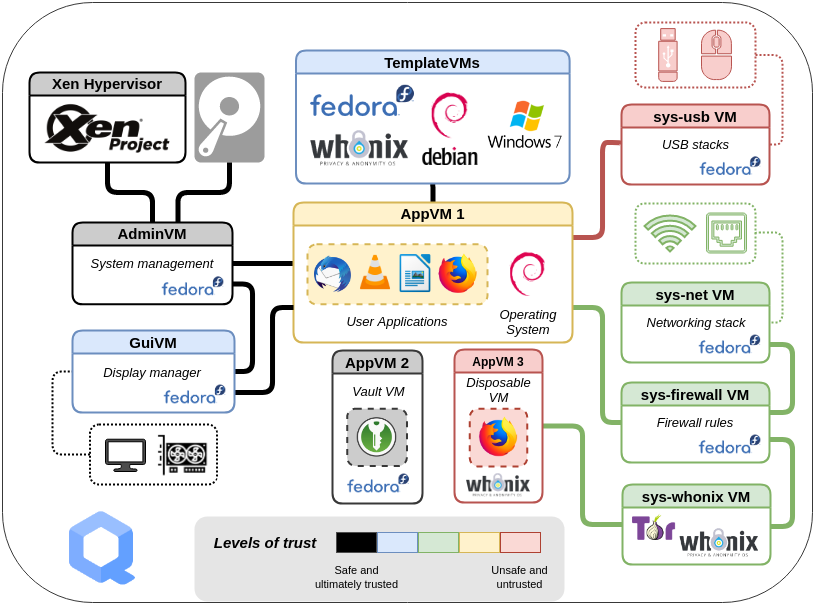 Xen Hypervisor
Xen
Project
TemplateVMs
fedora
whonix
PRIVACY & ANONYMITY OS
debian
Windows 7
sys-usb VM
USB stacks
fedora
AdminVM
System management
fedora
AppVM 1
User Applications
Operating
System
sys-net VM
Networking stack
fedora
GuiVM
Display manager
fedora
AppVM 2
Vault VM
fedora
AppVM 3
Disposable
VM
whonix
PRIVACY & ANONYMITY OS
sys-firewall VM
Firewall rules
fedora
sys-whonix VM
Tor
whonix
PRIVACY & ANONYMITY OS
Levels of trust
Safe and
ultimately trusted
Unsafe and
untrusted